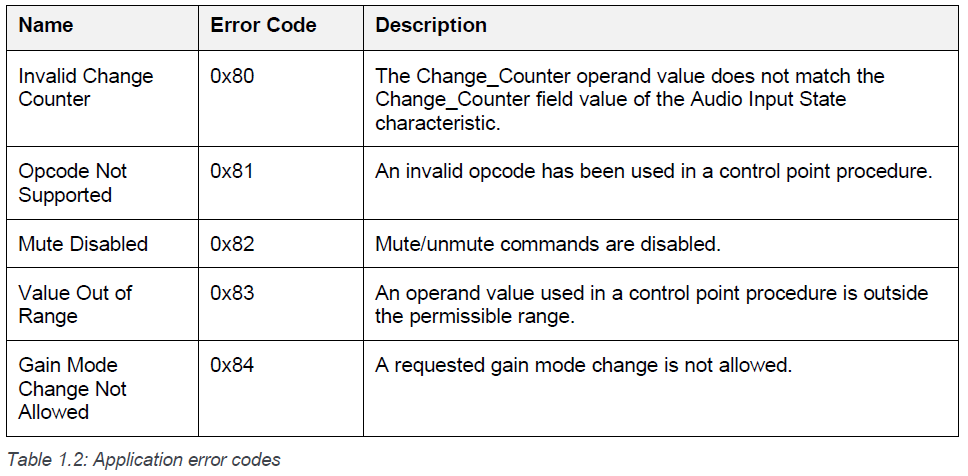 Name Error Code Description
Invalid Change
Counter
0x80
The Change_Counter operand value does not match the
Change_Counter field value of the Audio Input State
characteristic.
Opcode Not
Supported
0x81
An invalid opcode has been used in a control point procedure.
Mute Disabled
0x82
Mute/unmute commands are disabled.
Value Out of
Range
0x83
An operand value used in a control point procedure is outside
the permissible range.
Gain Mode
Change Not
Allowed
0x84
A requested gain mode change is not allowed.
Table 1.2: Application error codes